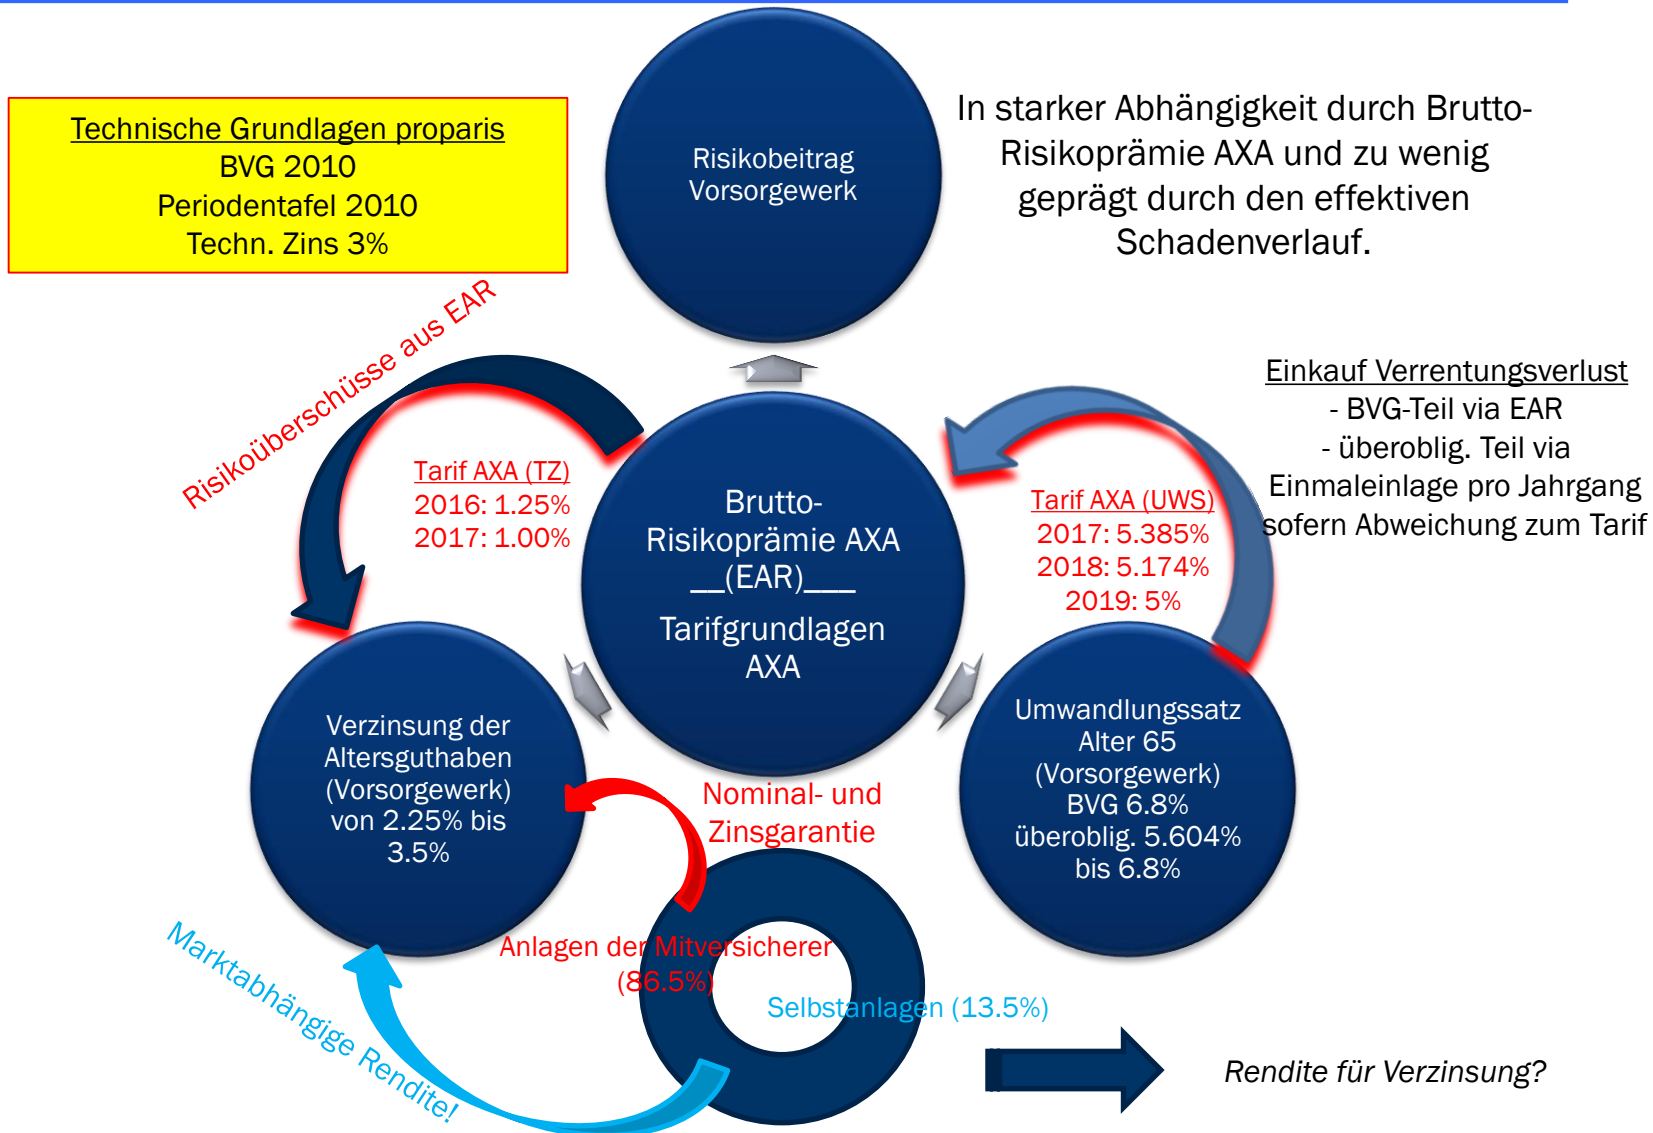 Technische Grundlagen proparis
BVG 2010
Periodentafel 2010
Techn. Zins 3%
Risikobeitrag
Vorsorgewerk
In starker Abhängigkeit durch Brutto-
Risikoprämie AXA und zu wenig
geprägt durch den effektiven
Schadenverlauf.
Risikoüberschüsse aus EAR
Tarif AXA (TZ)
2016: 1.25%
2017: 1.00%
Brutto-
Risikoprämie AXA
__(EAR)___
Tarifgrundlagen
AXA
Tarif AXA (UWS)
2017: 5.385%
2018: 5.174%
2019: 5%
Einkauf Verrentungsverlust
- BVG-Teil via EAR
- überoblig. Teil via
Einmaleinlage pro Jahrgang
sofern Abweichung zum Tarif
Verzinsung der
Altersguthaben
(Vorsorgewerk)
von 2.25% bis
3.5%
Umwandlungssatz
Alter 65
(Vorsorgewerk)
BVG 6.8%
überoblig. 5.604%
bis 6.8%
Nominal- und
Zinsgarantie
Anlagen der Mitversicherer
(86.5%)
Selbstanlagen (13.5%)
Marktabhängige Rendite!
Rendite für Verzinsung?